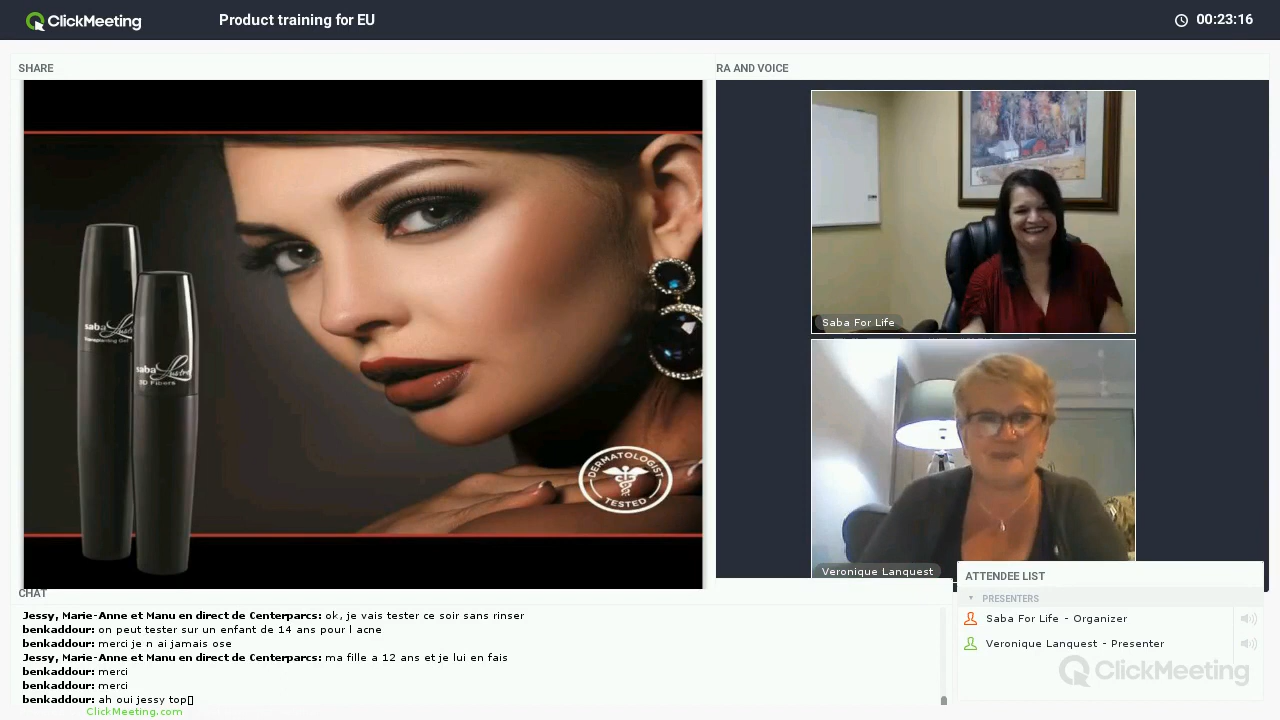 ClickMeeting
Product training for EU
00:23:16
SHARE
RA AND VOICE
saba Lustre
Transplanting Gel
saba Lustre
3D Fibers
DERMATOLOGIST
TESTED
Saba For Life
Veronique Lanquest
CHAT
Jessy, Marie-Anne et Manu en direct de Centerparcs: ok, je vais tester ce soir sans rinser
benkaddour: on peut tester sur un enfant de 14 ans pour l acne
benkaddour: merci je n ai jamais ose
Jessy, Marie-Anne et Manu en direct de Centerparcs: ma fille a 12 ans et je lui en fais
benkaddour: merci
benkaddour: merci
benkaddour: ah oui jessy top
ClickMeeting.com
ATTENDEE LIST
PRESENTERS
Saba For Life - Organizer
Veronique Lanquest - Presenter
ClickMeeting